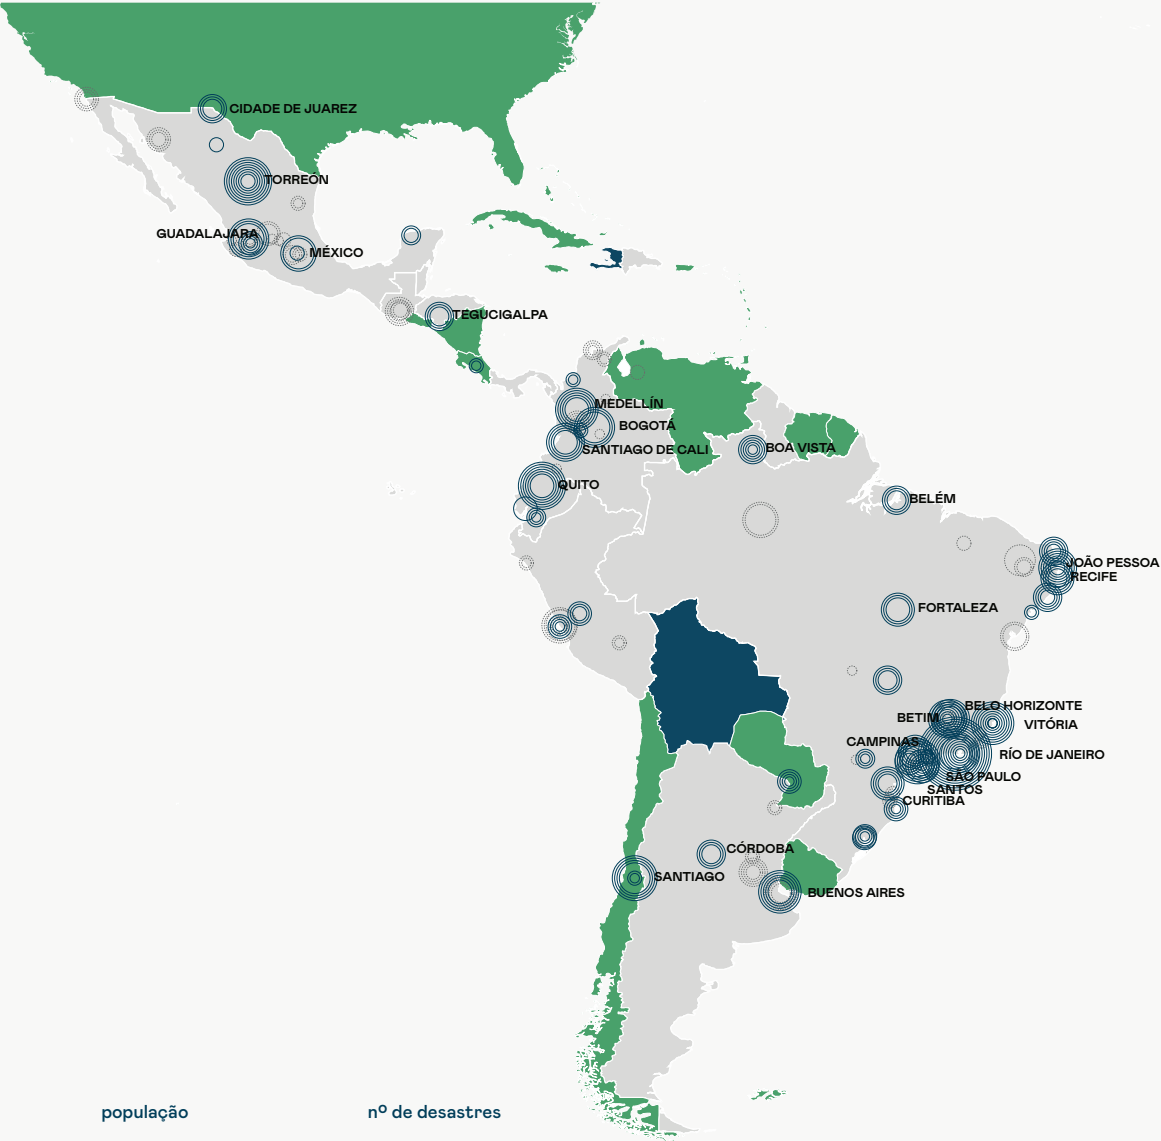 CIDADE DE JUAREZ
TORREÓN
GUADALAJARA
MÉXICO
TEGUCIGALPA
MEDELLÍN
BOGOTÁ
SANTIAGO DE CALI
BOA VISTA
QUITO
BELÉM
JOÃO PESSOA
RECIFE
FORTALEZA
BELO HORIZONTE
BETIM
VITÓRIA
CAMPINAS
RÍO DE JANEIRO
SÃO PAULO
SANTOS
CURITIBA
CÓRDOBA
SANTIAGO
BUENOS AIRES
população
nº de desastres